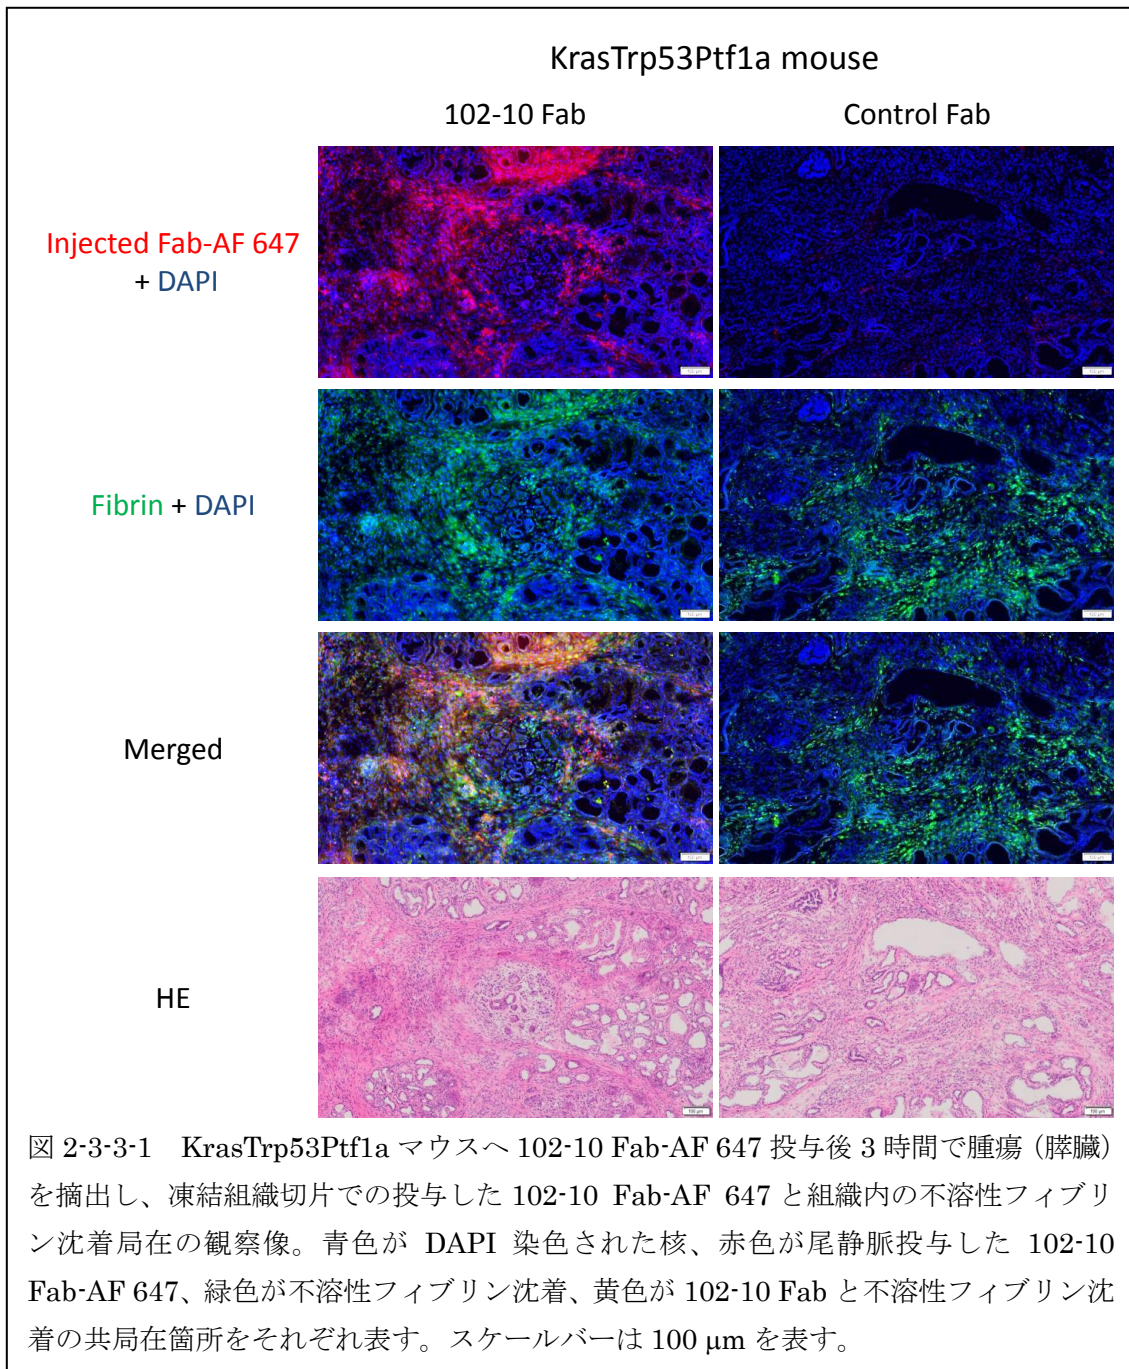 KrasTrp53Ptf1a mouse
102-10 Fab
Control Fab
Injected Fab-AF 647
+ DAPI
Fibrin + DAPI
Merged
HE
100 μm
100 μm
図 2-3-3-1 KrasTrp53Ptf1a マウスへ 102-10 Fab-AF 647 投与後 3 時間で腫瘍（膵臓）
を摘出し、凍結組織切片での投与した 102-10 Fab-AF 647 と組織内の不溶性フィブリ
ン沈着局在の観察像。青色が DAPI 染色された核、赤色が尾静脈投与した 102-10
Fab-AF 647、緑色が不溶性フィブリン沈着、黄色が 102-10 Fab と不溶性フィブリン沈
着の共局在箇所をそれぞれ表す。スケールバーは 100 μm を表す。